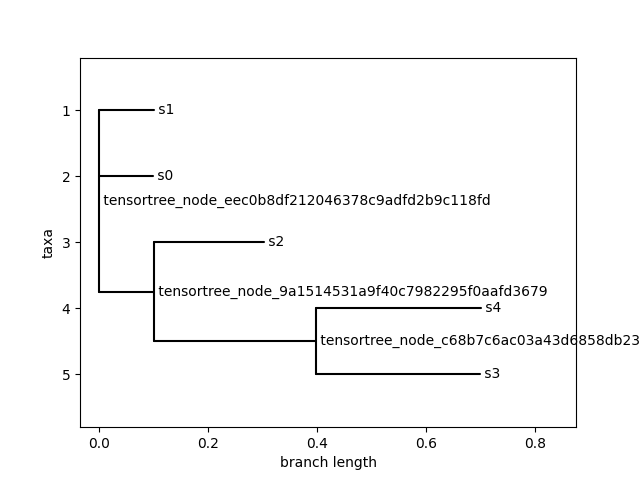 1
s1
2
s0
tensortree_node_eec0b8df212046378c9adfd2b9c118fd
taxa
3
s2
tensortree_node_9a1514531a9f40c7982295f0aafd3679
4
s4
tensortree_node_c68b7c6ac03a43d6858db23
5
s3
0.0 0.2 0.4 0.6 0.8
branch length